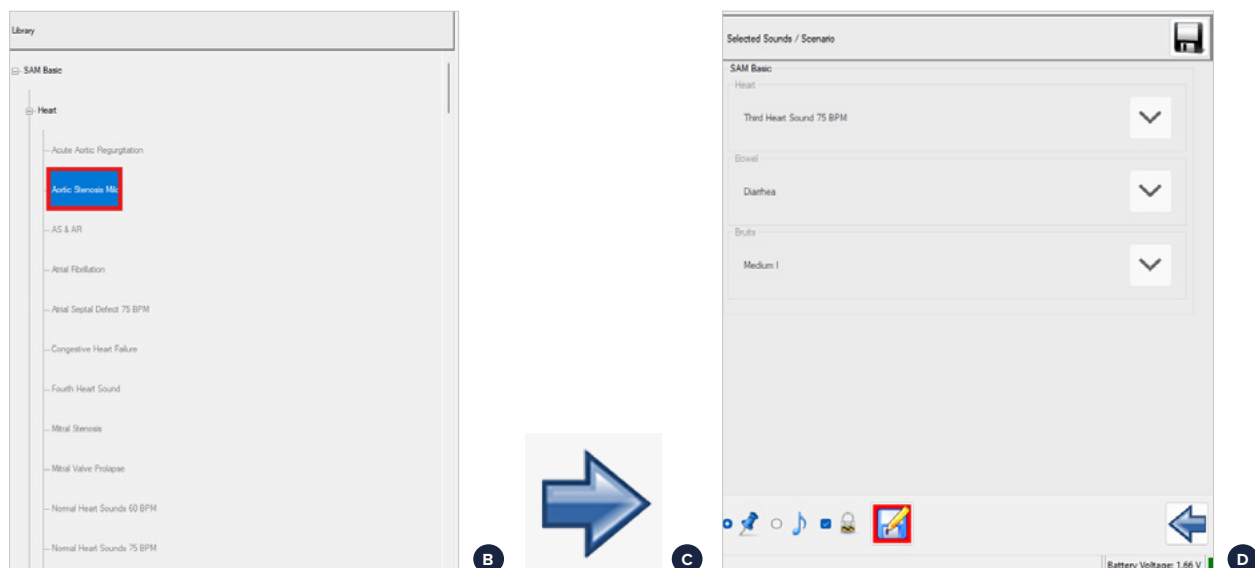 Library
SAM Basic
Heart
Acute Aortic Regurgitation
Aortic Stenosis Mild
AS & AR
Atrial Fibrillation
Atrial Septal Defect 75 BPM
Congestive Heart Failure
Fourth Heart Sound
Mitral Stenosis
Mitral Valve Prolapse
Normal Heart Sounds 60 BPM
Normal Heart Sounds 75 BPM
B
C
Selected Sounds / Scenario
SAM Basic
Heart
Third Heart Sound 75 BPM
Bowel
Diarrhea
Bruits
Medium I
Battery Voltage: 1.66 V
D